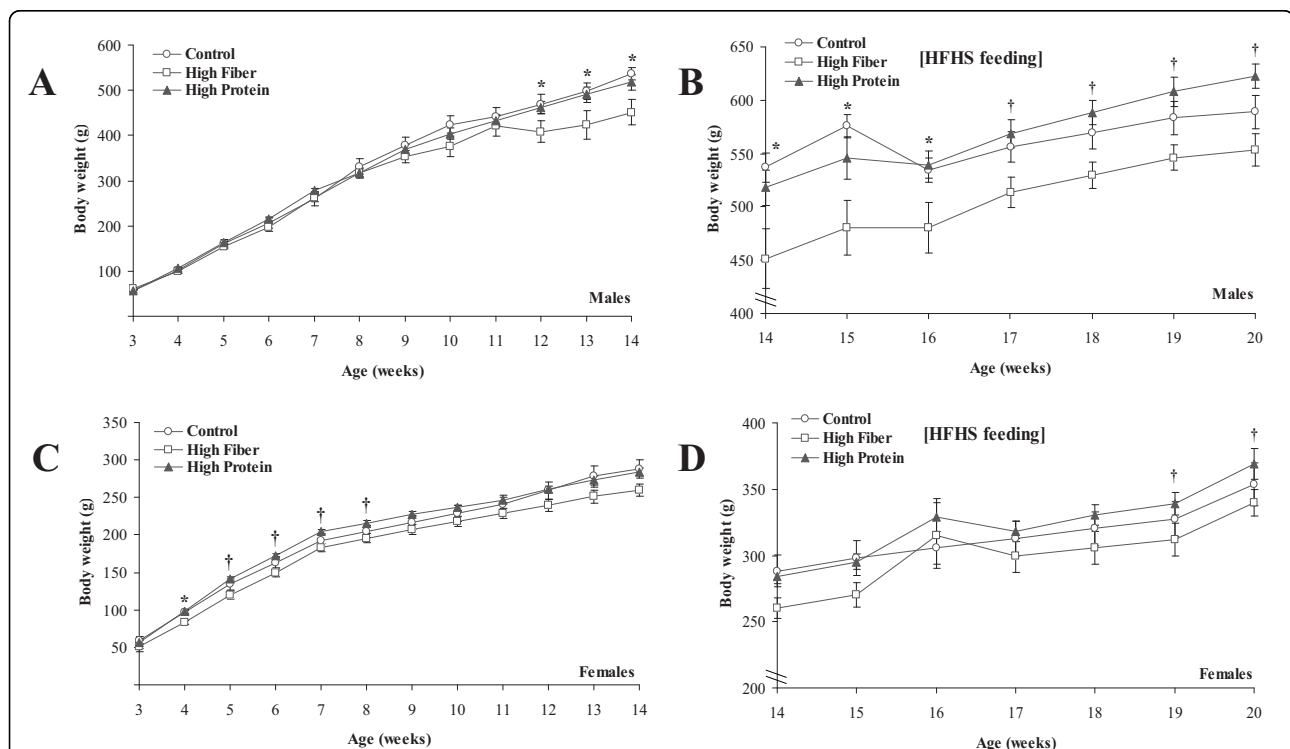 A
Control
High Fiber
High Protein
600
500
400
300
200
100
Body weight (g)
* * *
Males
3 4 5 6 7 8 9 10 11 12 13 14
Age (weeks)
B
Control
High Fiber
High Protein
[HFHS feeding]
650
600
550
500
450
400
Body weight (g)
* * * † † † †
Males
14 15 16 17 18 19 20
Age (weeks)
C
Control
High Fiber
High Protein
350
300
250
200
150
100
50
Body weight (g)
* † † † †
Females
3 4 5 6 7 8 9 10 11 12 13 14
Age (weeks)
D
Control
High Fiber
High Protein
[HFHS feeding]
400
350
300
250
200
Body weight (g)
† †
Females
14 15 16 17 18 19 20
Age (weeks)